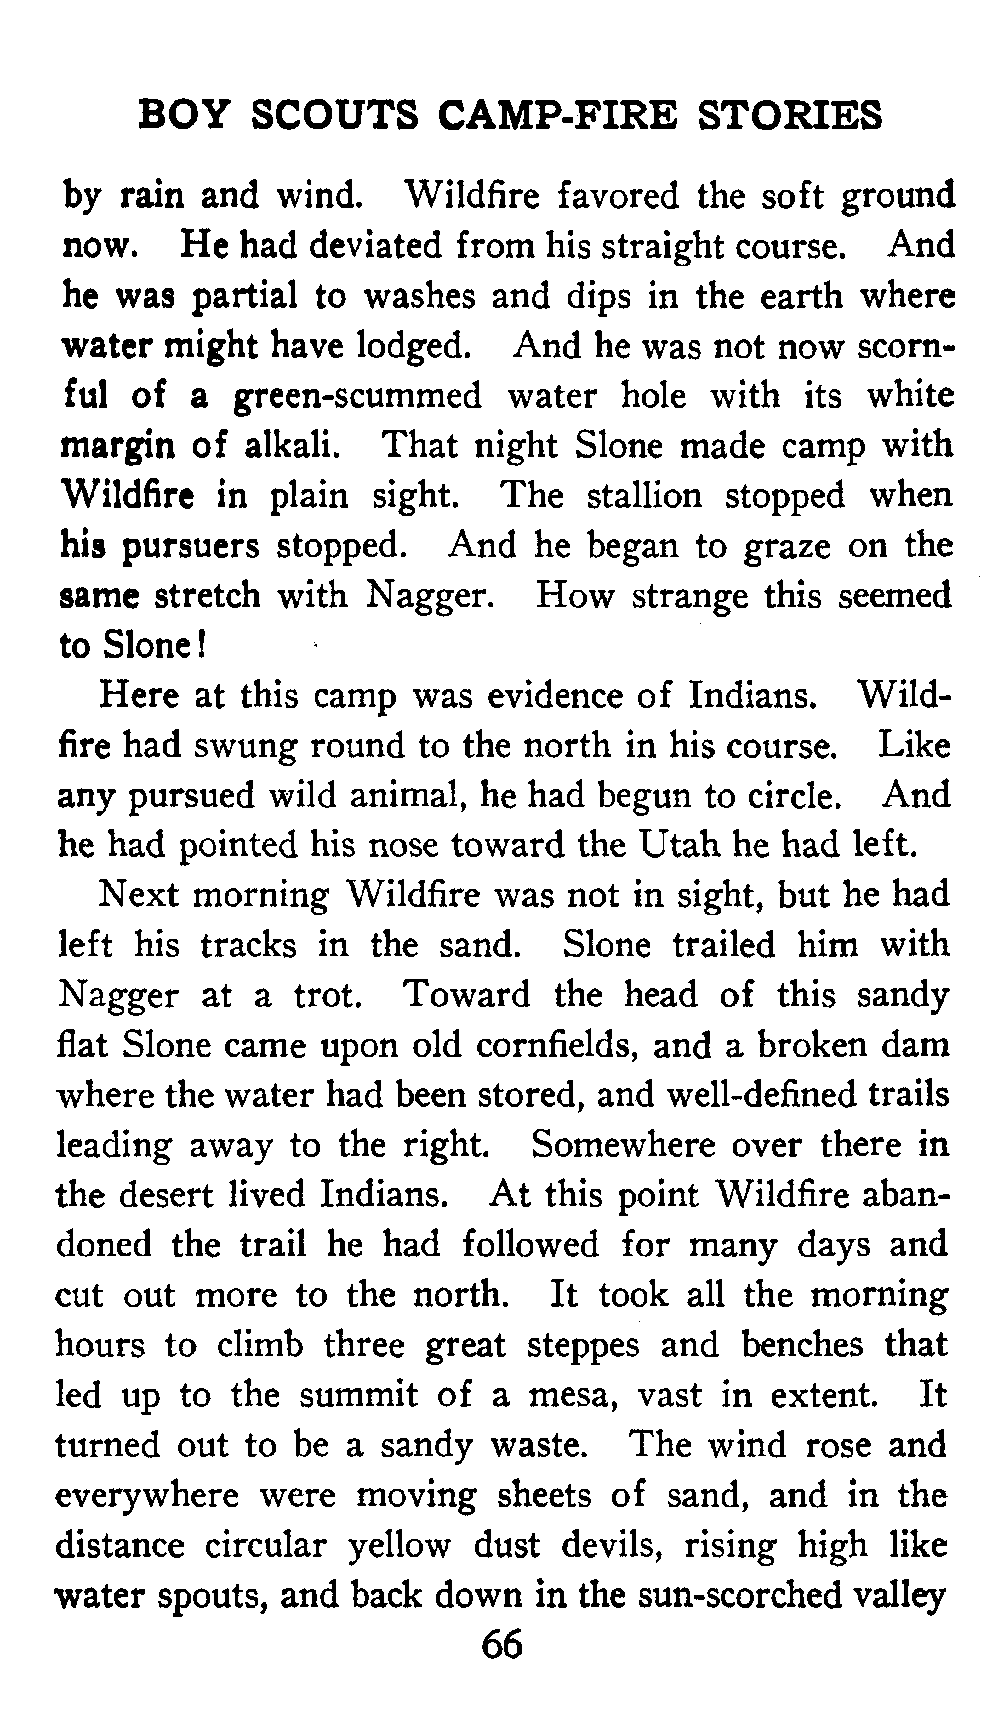 BOY SCOUTS CAMP-FIRE STORIES
by rain and wind. Wildfire favored the soft ground
now. He had deviated from his straight course. And
he was partial to washes and dips in the earth where
water might have lodged. And he was not now scorn-
ful of a green-scummed water hole with its white
margin of alkali. That night Slone made camp with
Wildfire in plain sight. The stallion stopped when
his pursuers stopped. And he began to graze on the
same stretch with Nagger. How strange this seemed
to Slone!
Here at this camp was evidence of Indians. Wild-
fire had swung round to the north in his course. Like
any pursued wild animal, he had begun to circle. And
he had pointed his nose toward the Utah he had left.
Next morning Wildfire was not in sight, but he had
left his tracks in the sand. Slone trailed him with
Nagger at a trot. Toward the head of this sandy
flat Slone came upon old cornfields, and a broken dam
where the water had been stored, and well-defined trails
leading away to the right. Somewhere over there in
the desert lived Indians. At this point Wildfire aban-
doned the trail he had followed for many days and
cut out more to the north. It took all the morning
hours to climb three great steppes and benches that
led up to the summit of a mesa, vast in extent. It
turned out to be a sandy waste. The wind rose and
everywhere were moving sheets of sand, and in the
distance circular yellow dust devils, rising high like
water spouts, and back down in the sun-scorched valley
66